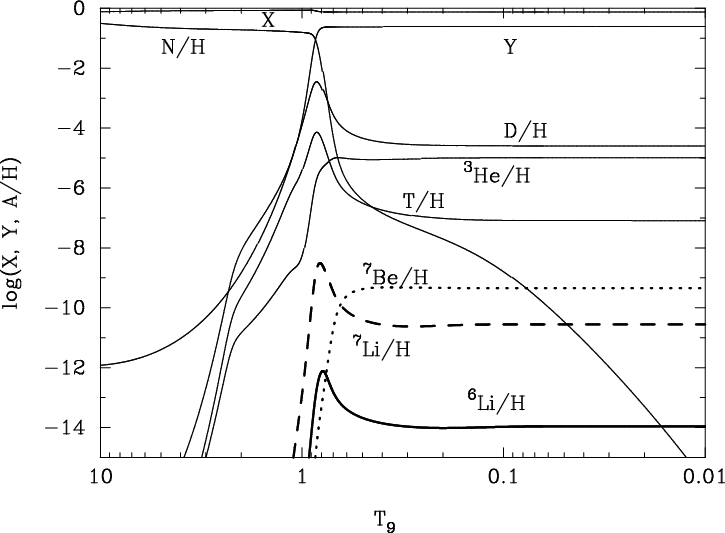 0
X
N/H
Y
−2
−4
D/H
³He/H
−6
T/H
log(X, Y, A/H)
−8
⁷Be/H
−10
⁷Li/H
−12
⁶Li/H
−14
10
1
0.1
0.01
T₉